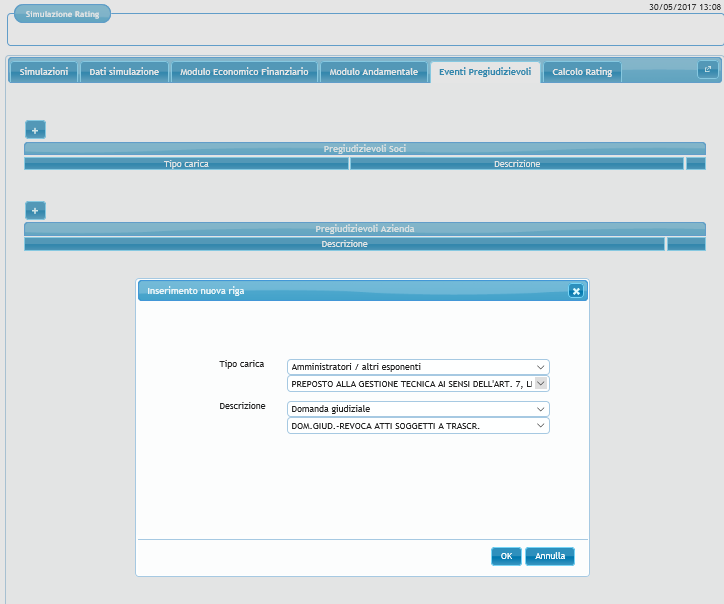 30/05/2017 13:08
Simulazione Rating
Simulazioni
Dati simulazione
Modulo Economico Finanziario
Modulo Andamentale
Eventi Pregiudizievoli
Calcolo Rating
+
Pregiudizievoli Soci
Tipo carica
Descrizione
+
Pregiudizievoli Azienda
Descrizione
Inserimento nuova riga
Tipo carica
Amministratori / altri esponenti
PREPOSTO ALLA GESTIONE TECNICA AI SENSI DELL'ART. 7,
Descrizione
Domanda giudiziale
DOM.GIUD.-REVOCA ATTI SOGGETTI A TRASCR.
OK
Annulla